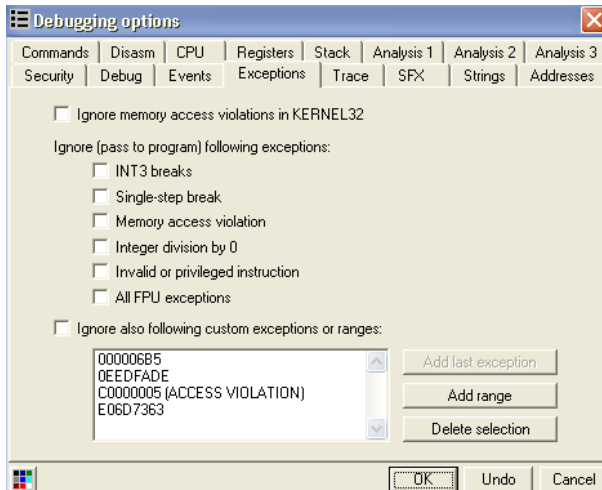 Debugging options
Commands Disasm CPU Registers Stack Analysis 1 Analysis 2 Analysis 3
Security Debug Events Exceptions Trace SFX Strings Addresses
Ignore memory access violations in KERNEL32
Ignore (pass to program) following exceptions:
INT3 breaks
Single-step break
Memory access violation
Integer division by 0
Invalid or privileged instruction
All FPU exceptions
Ignore also following custom exceptions or ranges:
000006B5
0EEDFADE
C0000005 (ACCESS VIOLATION)
E06D7363
Add last exception
Add range
Delete selection
OK Undo Cancel